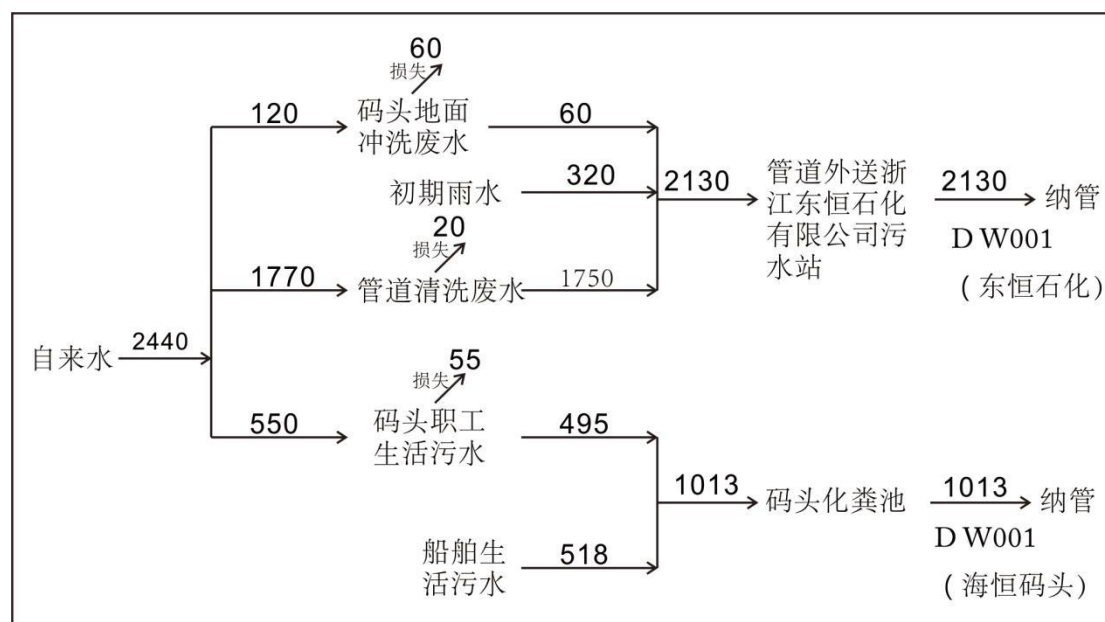 60
损失
120
码头地面
冲洗废水
60
初期雨水
320
2130
管道外送浙
江东恒石化
有限公司污
水站
2130
纳管
DW001
(东恒石化)
20
损失
1770
管道清洗废水
1750
自来水
2440
55
损失
550
码头职工
生活污水
495
1013
码头化粪池
1013
纳管
DW001
(海恒码头)
船舶生
活污水
518